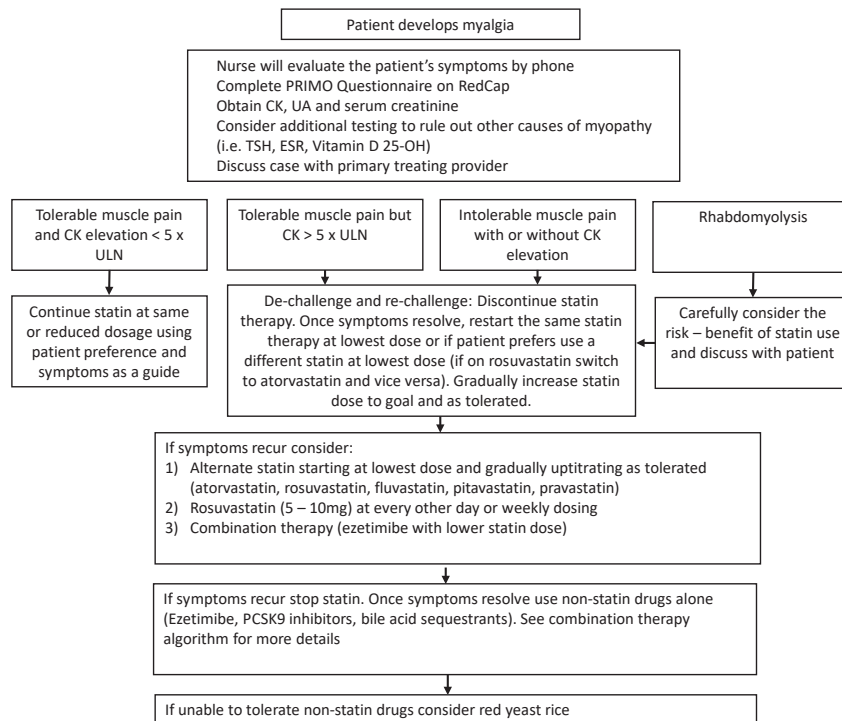 Patient develops myalgia
Nurse will evaluate the patient's symptoms by phone
Complete PRIMO Questionnaire on RedCap
Obtain CK, UA and serum creatinine
Consider additional testing to rule out other causes of myopathy
(i.e. TSH, ESR, Vitamin D 25-OH)
Discuss case with primary treating provider
Tolerable muscle pain
and CK elevation < 5 x
ULN
Tolerable muscle pain but
CK > 5 x ULN
Intolerable muscle pain
with or without CK
elevation
Rhabdomyolysis
Continue statin at same
or reduced dosage using
patient preference and
symptoms as a guide
De-challenge and re-challenge: Discontinue statin
therapy. Once symptoms resolve, restart the same statin
therapy at lowest dose or if patient prefers use a
different statin at lowest dose (if on rosuvastatin switch
to atorvastatin and vice versa). Gradually increase statin
dose to goal and as tolerated.
Carefully consider the
risk – benefit of statin use
and discuss with patient
If symptoms recur consider:
1) Alternate statin starting at lowest dose and gradually uptitrating as tolerated
(atorvastatin, rosuvastatin, fluvastatin, pitavastatin, pravastatin)
2) Rosuvastatin (5 – 10mg) at every other day or weekly dosing
3) Combination therapy (ezetimibe with lower statin dose)
If symptoms recur stop statin. Once symptoms resolve use non-statin drugs alone
(Ezetimibe, PCSK9 inhibitors, bile acid sequestrants). See combination therapy
algorithm for more details
If unable to tolerate non-statin drugs consider red yeast rice